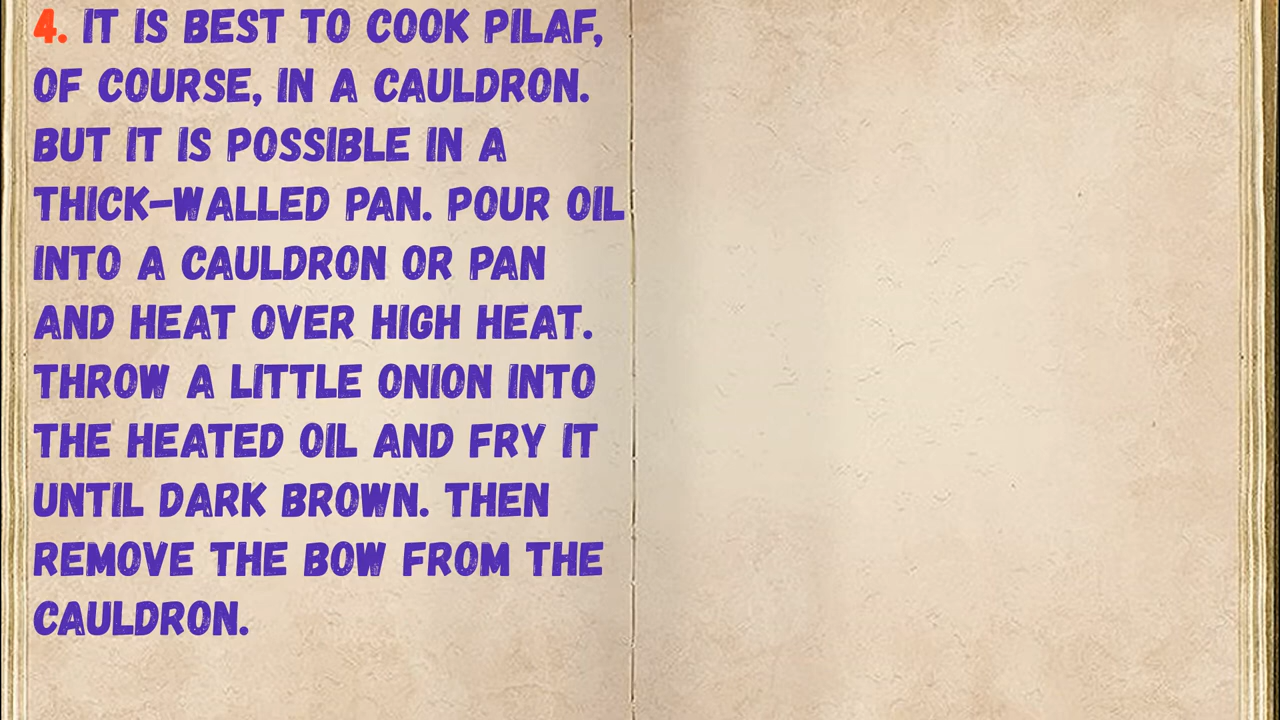 4. IT IS BEST TO COOK PILAF,
OF COURSE, IN A CAULDRON.
BUT IT IS POSSIBLE IN A
THICK-WALLED PAN. POUR OIL
INTO A CAULDRON OR PAN
AND HEAT OVER HIGH HEAT.
THROW A LITTLE ONION INTO
THE HEATED OIL AND FRY IT
UNTIL DARK BROWN. THEN
REMOVE THE BOW FROM THE
CAULDRON.